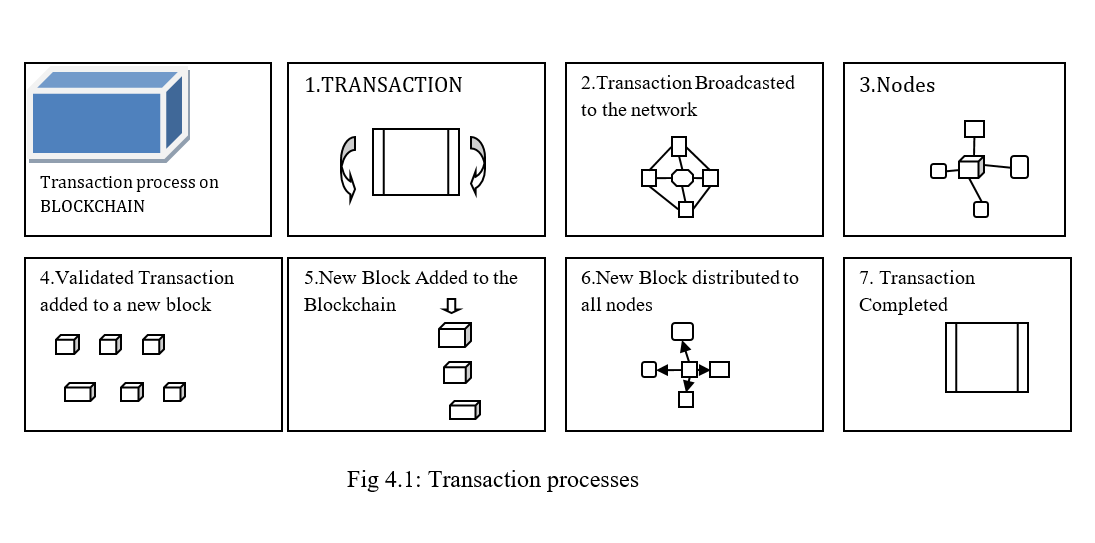 Transaction process on
BLOCKCHAIN
1.TRANSACTION
2.Transaction Broadcasted
to the network
3.Nodes
4.Validated Transaction
added to a new block
5.New Block Added to the
Blockchain
6.New Block distributed to
all nodes
7. Transaction
Completed
Fig 4.1: Transaction processes